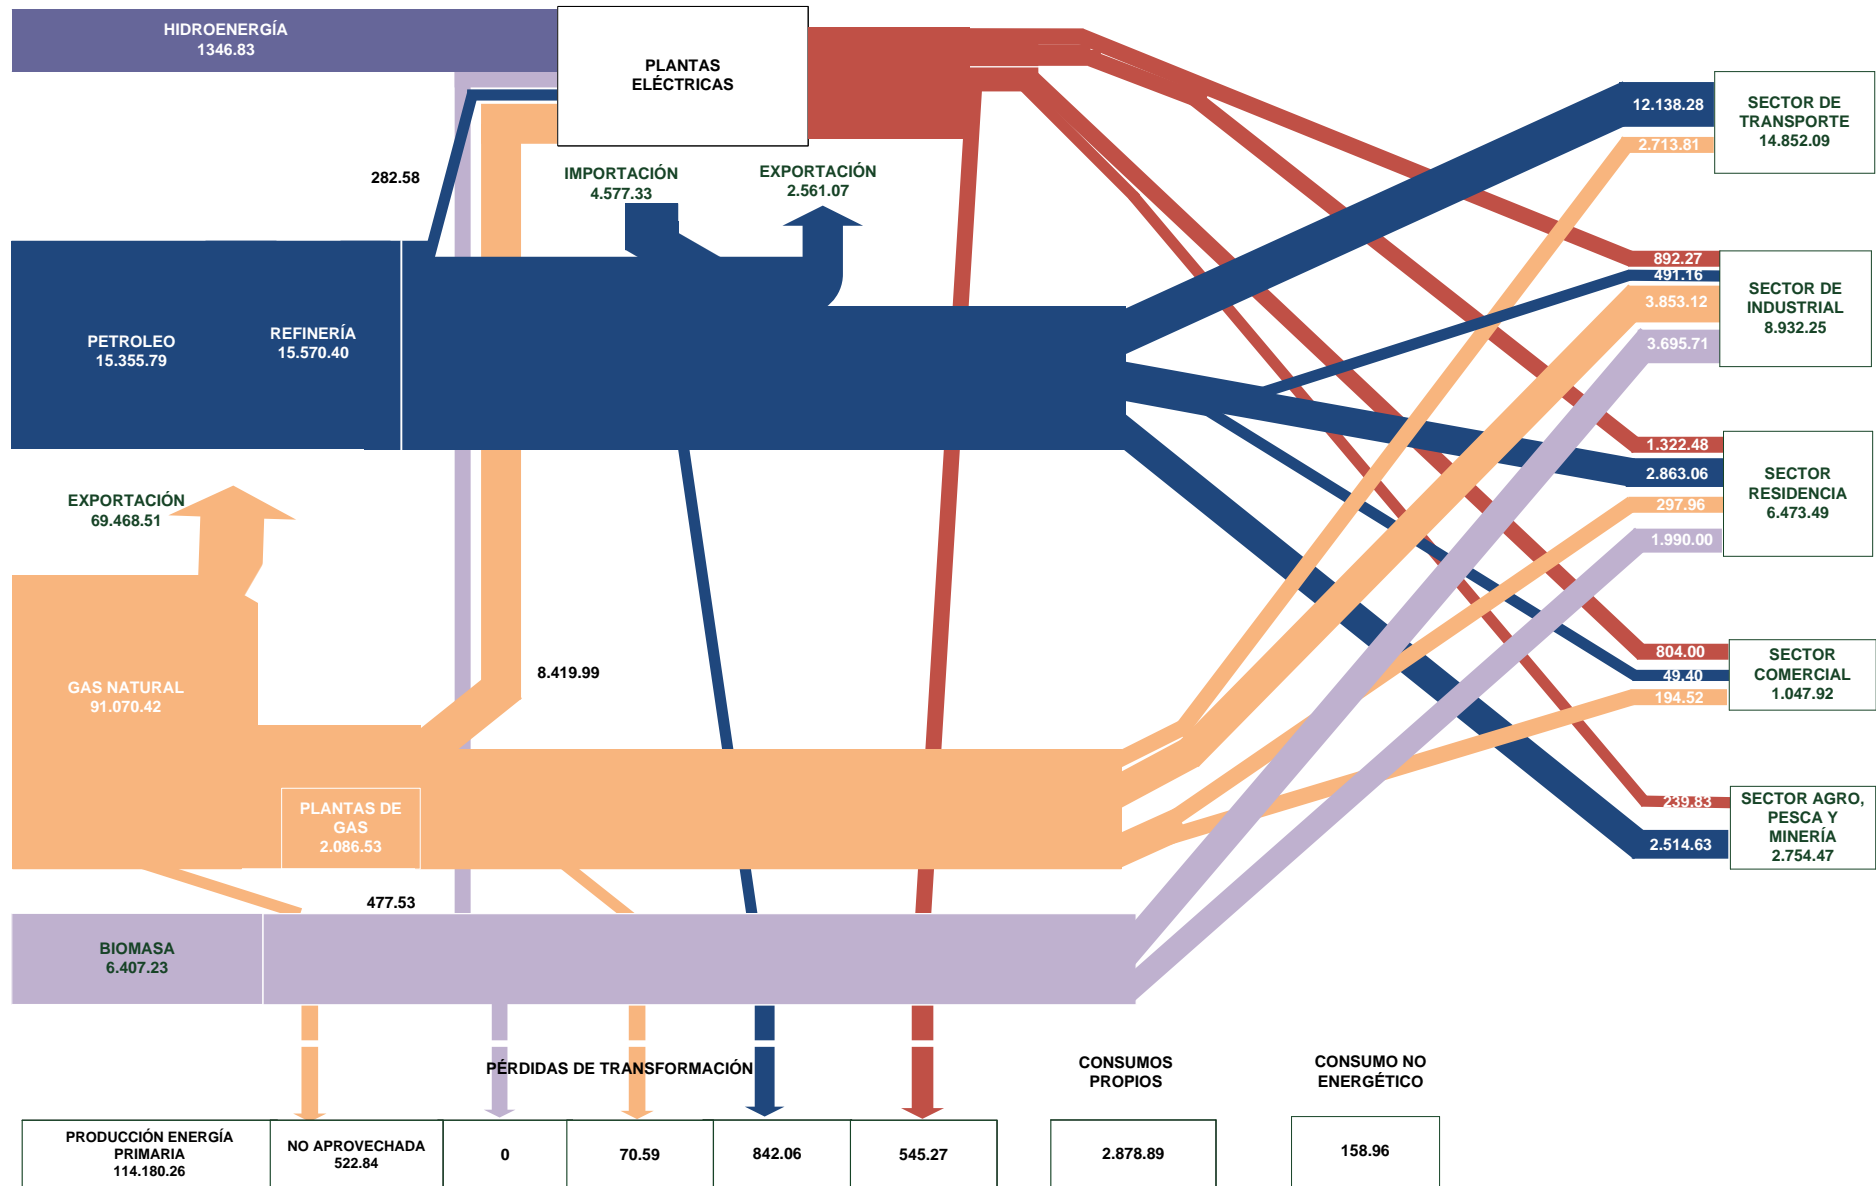 HIDROENERGÍA
1346.83
PLANTAS
ELÉCTRICAS
282.58
IMPORTACIÓN
4.577.33
EXPORTACIÓN
2.561.07
PETROLEO
15.355.79
REFINERÍA
15.570.40
EXPORTACIÓN
69.468.51
GAS NATURAL
91.070.42
8.419.99
PLANTAS DE
GAS
2.086.53
477.53
BIOMASA
6.407.23
12.138.28
2.713.81
SECTOR DE
TRANSPORTE
14.852.09
892.27
491.16
3.853.12
3.695.71
SECTOR DE
INDUSTRIAL
8.932.25
1.322.48
2.863.06
297.96
1.990.00
SECTOR
RESIDENCIA
6.473.49
804.00
49.40
194.52
SECTOR
COMERCIAL
1.047.92
239.83
2.514.63
SECTOR AGRO,
PESCA Y
MINERÍA
2.754.47
PÉRDIDAS DE TRANSFORMACIÓN
CONSUMOS
PROPIOS
CONSUMO NO
ENERGÉTICO
PRODUCCIÓN ENERGÍA
PRIMARIA
114.180.26
NO APROVECHADA
522.84
0
70.59
842.06
545.27
2.878.89
158.96